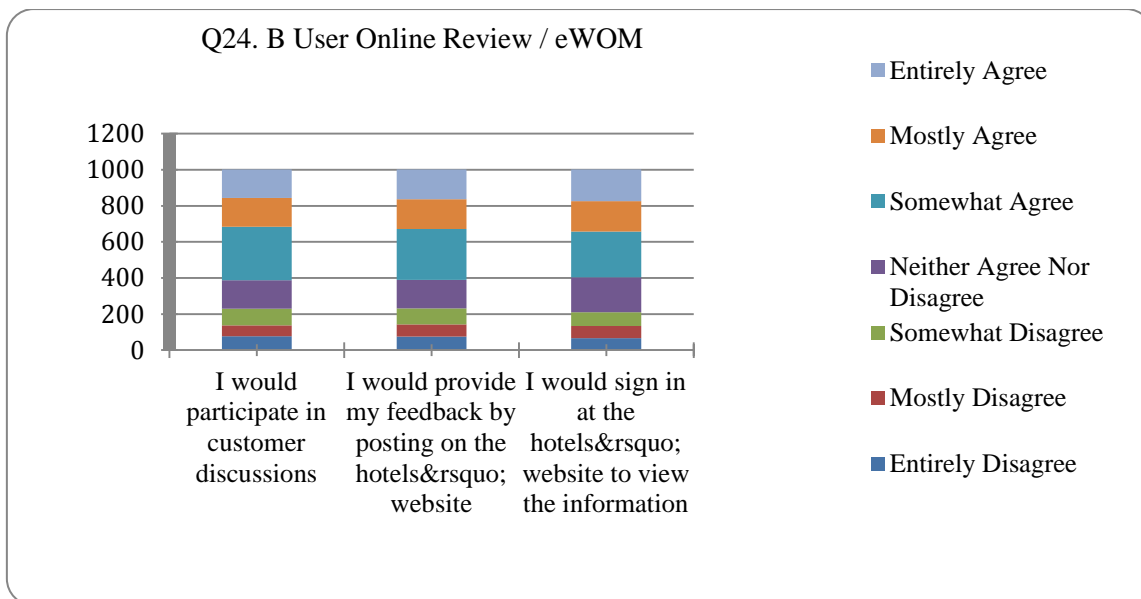 Q24. B User Online Review / eWOM
1200
1000
800
600
400
200
0
I would
participate in
customer
discussions
I would provide
my feedback by
posting on the
hotels&rsquo;
website
I would sign in
at the
hotels&rsquo;
website to view
the information
Entirely Agree
Mostly Agree
Somewhat Agree
Neither Agree Nor
Disagree
Somewhat Disagree
Mostly Disagree
Entirely Disagree